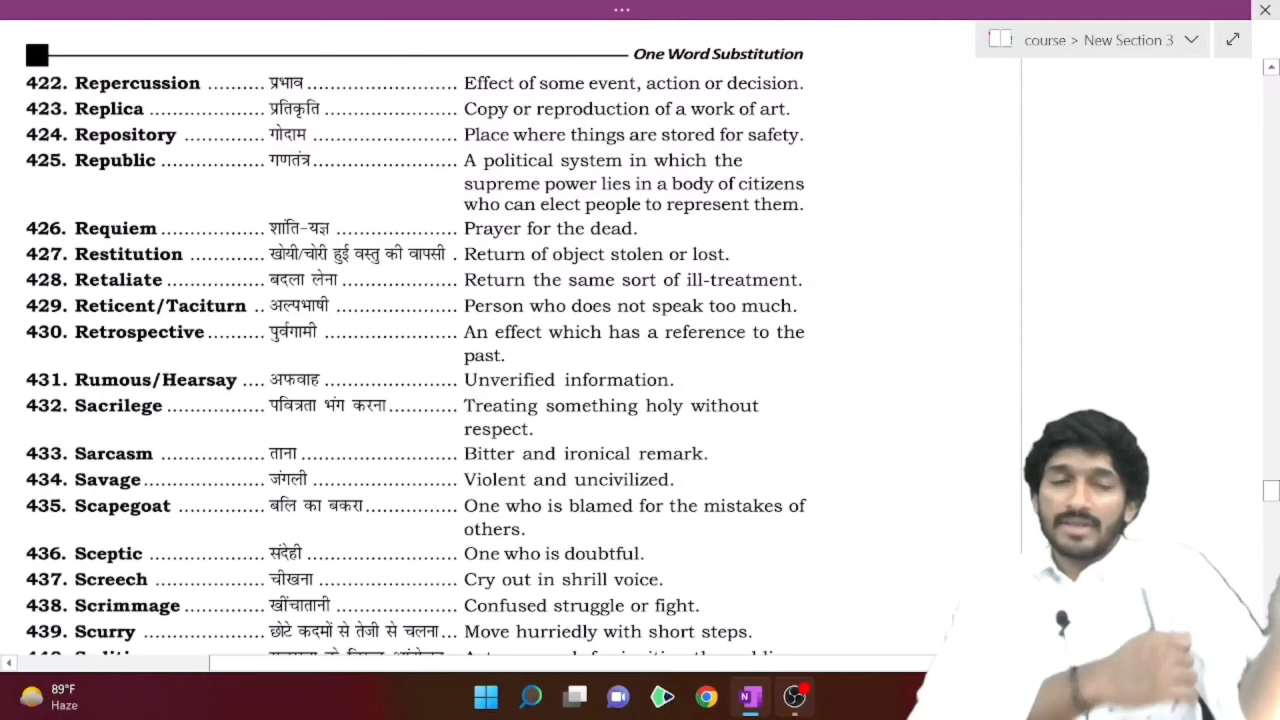 course > New Section 3
One Word Substitution
422. Repercussion .......... प्रभाव .......................... Effect of some event, action or decision.
423. Replica .................... प्रतिकृति ....................... Copy or reproduction of a work of art.
424. Repository .............. गोदाम ......................... Place where things are stored for safety.
425. Republic .................. गणतंत्र......................... A political system in which the
supreme power lies in a body of citizens
who can elect people to represent them.
426. Requiem .................. शांति-यज्ञ ..................... Prayer for the dead.
427. Restitution ............. खोयी/चोरी हुई वस्तु की वापसी . Return of object stolen or lost.
428. Retaliate ................. बदला लेना .................... Return the same sort of ill-treatment.
429. Reticent/Taciturn .. अल्पभाषी ..................... Person who does not speak too much.
430. Retrospective .......... पुर्वगामी ....................... An effect which has a reference to the
past.
431. Rumous/Hearsay .... अफवाह ....................... Unverified information.
432. Sacrilege ................. पवित्रता भंग करना............ Treating something holy without
respect.
433. Sarcasm .................. ताना ........................... Bitter and ironical remark.
434. Savage..................... जंगली ......................... Violent and uncivilized.
435. Scapegoat ............... बलि का बकरा................ One who is blamed for the mistakes of
others.
436. Sceptic .................... संदेही .......................... One who is doubtful.
437. Screech ................... चीखना ........................ Cry out in shrill voice.
438. Scrimmage .............. खींचातानी ..................... Confused struggle or fight.
439. Scurry ..................... छोटे कदमों से तेजी से चलना ... Move hurriedly with short steps.
89°F
Haze